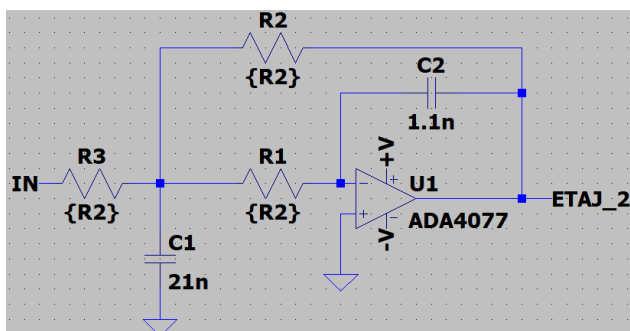 R2
{R2}
C2
1.1n
R3
{R2}
R1
{R2}
IN
+V
U1
ADA4077
-V
ETAJ_2
C1
21n